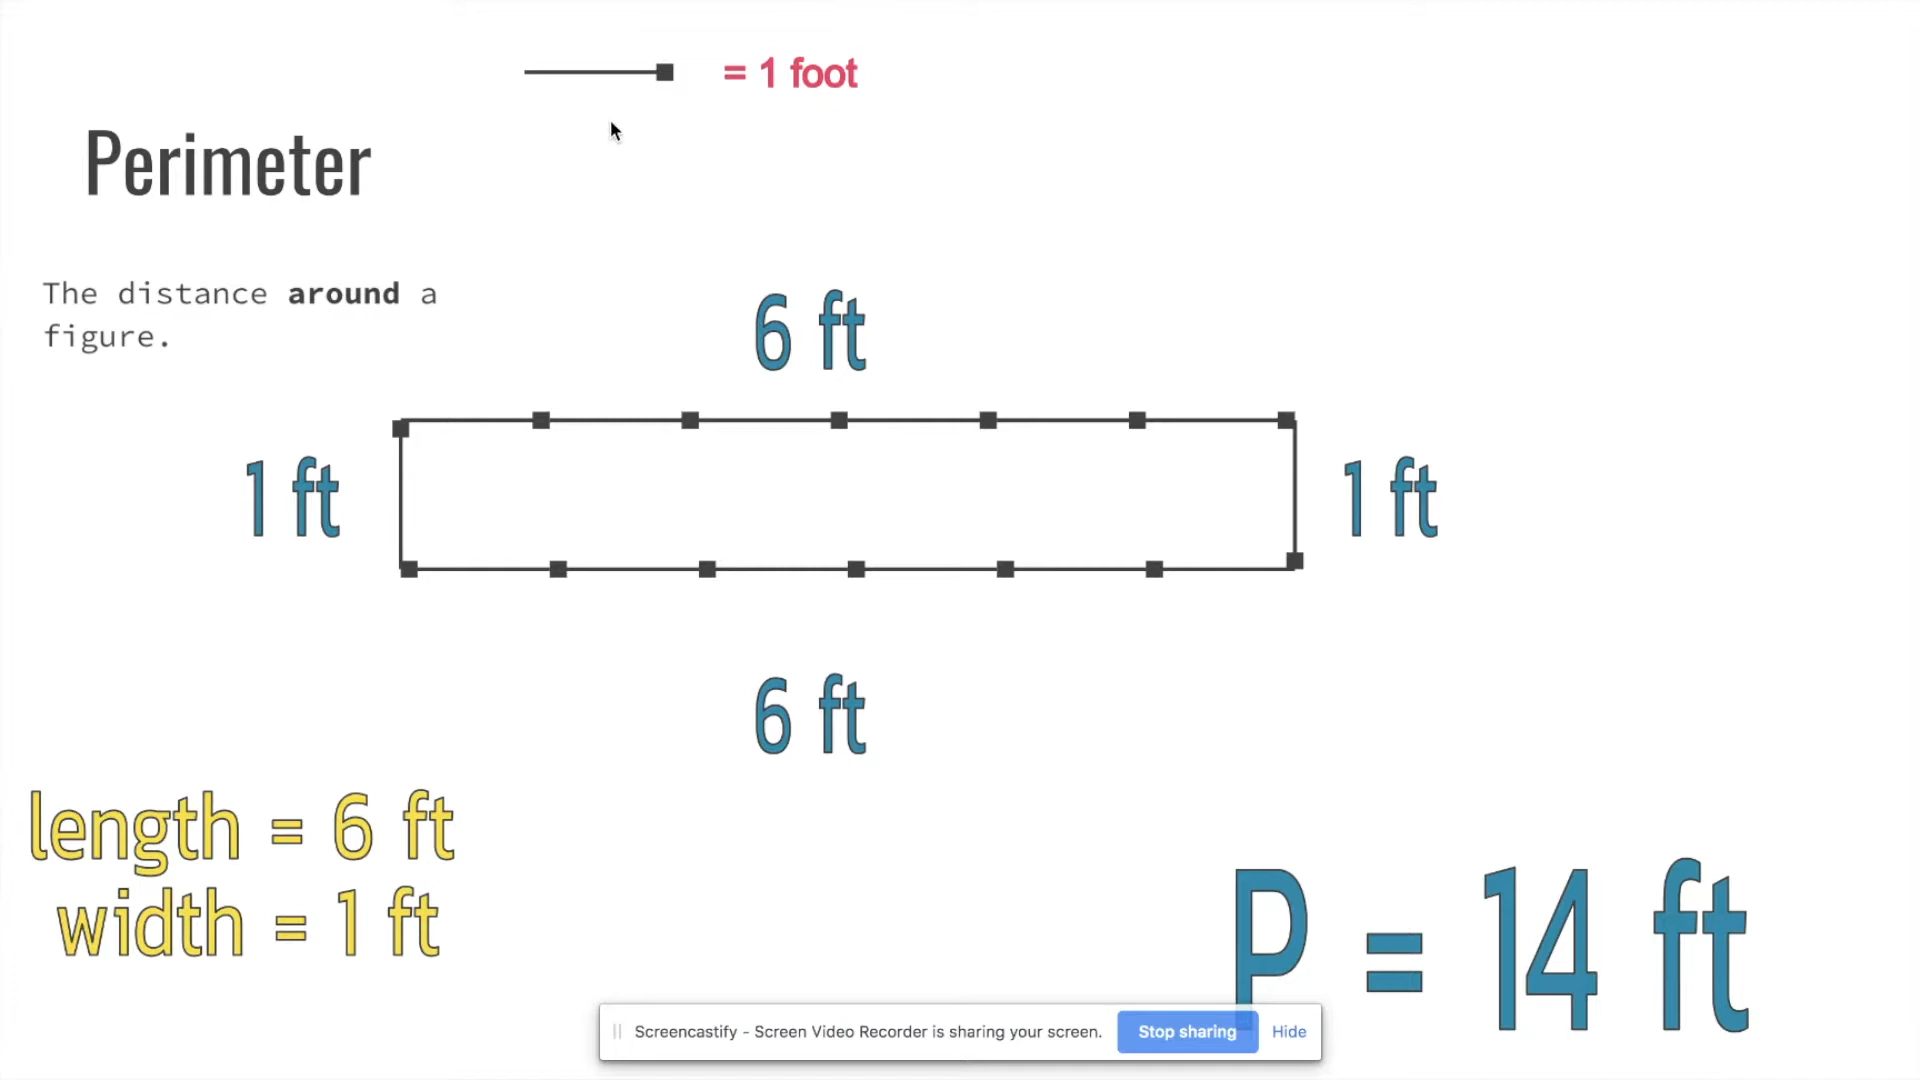 = 1 foot
Perimeter
The distance around a
figure.
6 ft
1 ft
1 ft
6 ft
length = 6 ft
width = 1 ft
P = 14 ft
Screencastify - Screen Video Recorder is sharing your screen.
Stop sharing
Hide